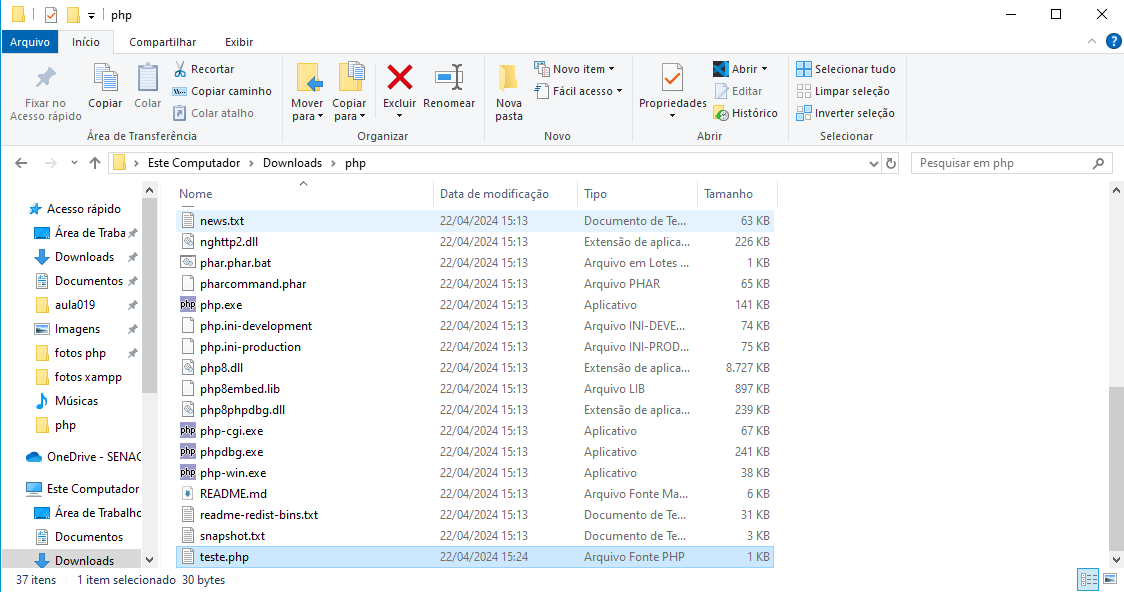 php
Arquivo Início Compartilhar Exibir
Fixar no Acesso rápido
Copiar
Colar
Recortar
Copiar caminho
Colar atalho
Área de Transferência
Mover para
Copiar para
Excluir
Renomear
Organizar
Nova pasta
Novo item
Fácil acesso
Novo
Propriedades
Abrir
Editar
Histórico
Abrir
Selecionar tudo
Limpar seleção
Inverter seleção
Selecionar
Este Computador > Downloads > php
Pesquisar em php
Acesso rápido
Área de Traba
Downloads
Documentos
aula019
Imagens
fotos php
fotos xampp
Músicas
php
OneDrive - SENAC
Este Computador
Área de Trabalho
Documentos
Downloads
Nome Data de modificação Tipo Tamanho
news.txt 22/04/2024 15:13 Documento de Te... 63 KB
nghttp2.dll 22/04/2024 15:13 Extensão de aplica... 226 KB
phar.phar.bat 22/04/2024 15:13 Arquivo em Lotes ... 1 KB
pharcommand.phar 22/04/2024 15:13 Arquivo PHAR 65 KB
php php.exe 22/04/2024 15:13 Aplicativo 141 KB
php.ini-development 22/04/2024 15:13 Arquivo INI-DEVE... 74 KB
php.ini-production 22/04/2024 15:13 Arquivo INI-PROD... 75 KB
php8.dll 22/04/2024 15:13 Extensão de aplica... 8.727 KB
php8embed.lib 22/04/2024 15:13 Arquivo LIB 897 KB
php8phpdbg.dll 22/04/2024 15:13 Extensão de aplica... 239 KB
php php-cgi.exe 22/04/2024 15:13 Aplicativo 67 KB
php phpdbg.exe 22/04/2024 15:13 Aplicativo 241 KB
php php-win.exe 22/04/2024 15:13 Aplicativo 38 KB
README.md 22/04/2024 15:13 Arquivo Fonte Ma... 6 KB
readme-redist-bins.txt 22/04/2024 15:13 Documento de Te... 31 KB
snapshot.txt 22/04/2024 15:13 Documento de Te... 3 KB
teste.php 22/04/2024 15:24 Arquivo Fonte PHP 1 KB
37 itens 1 item selecionado 30 bytes